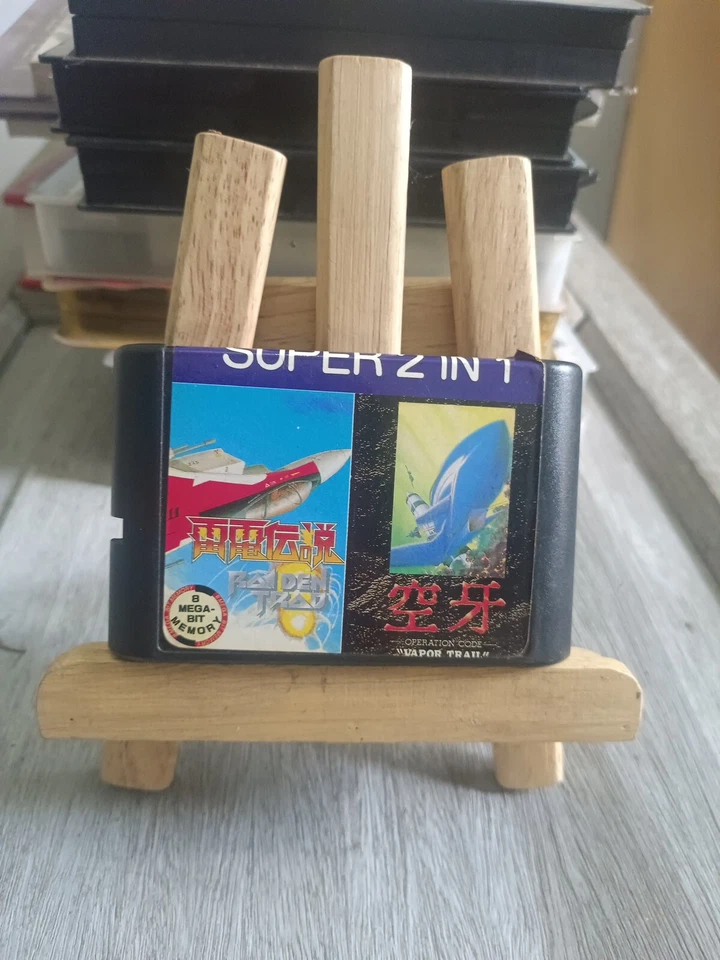 SUPER 2 IN 1
雷電伝説
RAIDEN
TRAD
8
MEGA-
BIT
MEMORY
空牙
OPERATION CODE
"VAPOR TRAIL"